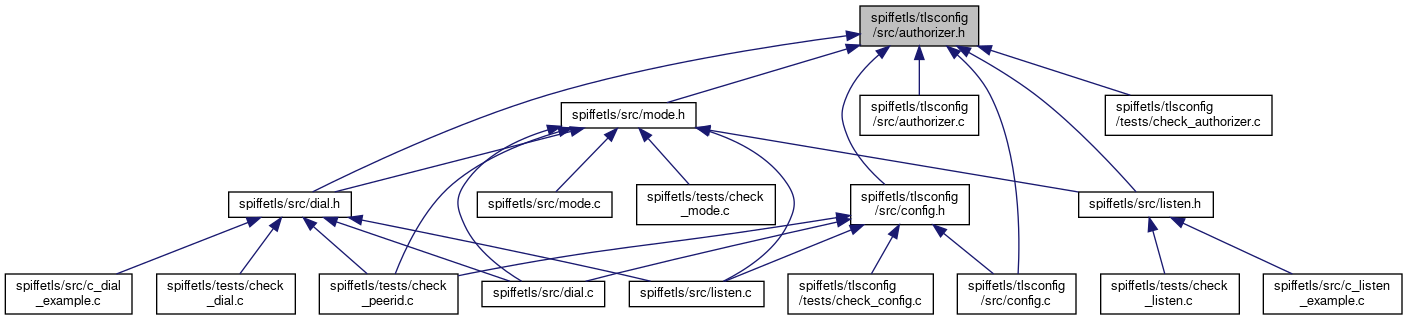 spiffetls/tlsconfig
/src/authorizer.h
spiffetls/src/mode.h
spiffetls/tlsconfig
/src/authorizer.c
spiffetls/tlsconfig
/tests/check_authorizer.c
spiffetls/src/dial.h
spiffetls/src/mode.c
spiffetls/tests/check
_mode.c
spiffetls/tlsconfig
/src/config.h
spiffetls/src/listen.h
spiffetls/src/c_dial
_example.c
spiffetls/tests/check
_dial.c
spiffetls/tests/check
_peerid.c
spiffetls/src/dial.c
spiffetls/src/listen.c
spiffetls/tlsconfig
/tests/check_config.c
spiffetls/tlsconfig
/src/config.c
spiffetls/tests/check
_listen.c
spiffetls/src/c_listen
_example.c